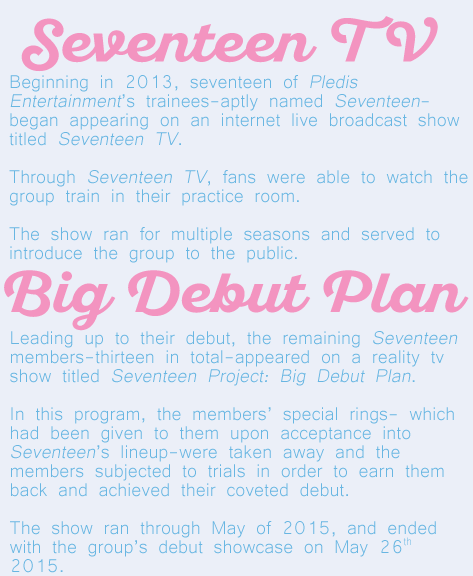 Seventeen TV
Beginning in 2013, seventeen of Pledis
Entertainment's trainees-aptly named Seventeen-
began appearing on an internet live broadcast show
titled Seventeen TV.
Through Seventeen TV, fans were able to watch the
group train in their practice room.
The show ran for multiple seasons and served to
introduce the group to the public.
Big Debut Plan
Leading up to their debut, the remaining Seventeen
members-thirteen in total-appeared on a reality tv
show titled Seventeen Project: Big Debut Plan.
In this program, the members' special rings- which
had been given to them upon acceptance into
Seventeen's lineup-were taken away and the
members subjected to trials in order to earn them
back and achieved their coveted debut.
The show ran through May of 2015, and ended
with the group's debut showcase on May 26th
2015.